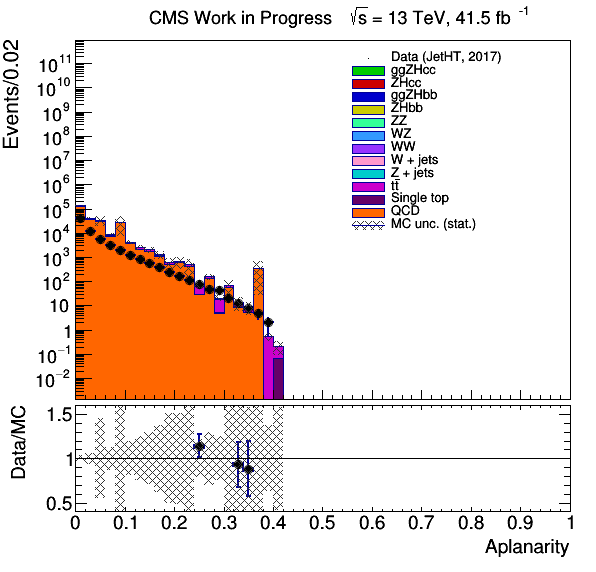 CMS Work in Progress √s = 13 TeV, 41.5 fb⁻¹
Events/0.02
10¹¹
10¹⁰
10⁹
10⁸
10⁷
10⁶
10⁵
10⁴
10³
10²
10
1
10⁻¹
10⁻²
Data (JetHT, 2017)
ggZHcc
ZHcc
ggZHbb
ZHbb
ZZ
WZ
WW
W + jets
Z + jets
tt̄
Single top
QCD
MC unc. (stat.)
Data/MC
1.5
1
0.5
0 0.1 0.2 0.3 0.4 0.5 0.6 0.7 0.8 0.9 1
Aplanarity